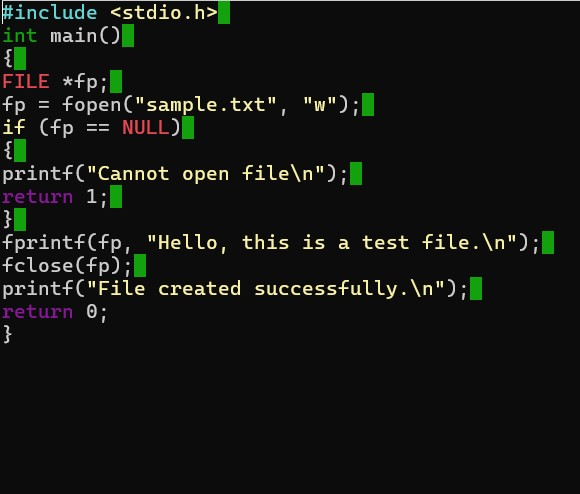 #include <stdio.h>
int main()
{
FILE *fp;
fp = fopen("sample.txt", "w");
if (fp == NULL)
{
printf("Cannot open file\n");
return 1;
}
fprintf(fp, "Hello, this is a test file.\n");
fclose(fp);
printf("File created successfully.\n");
return 0;
}